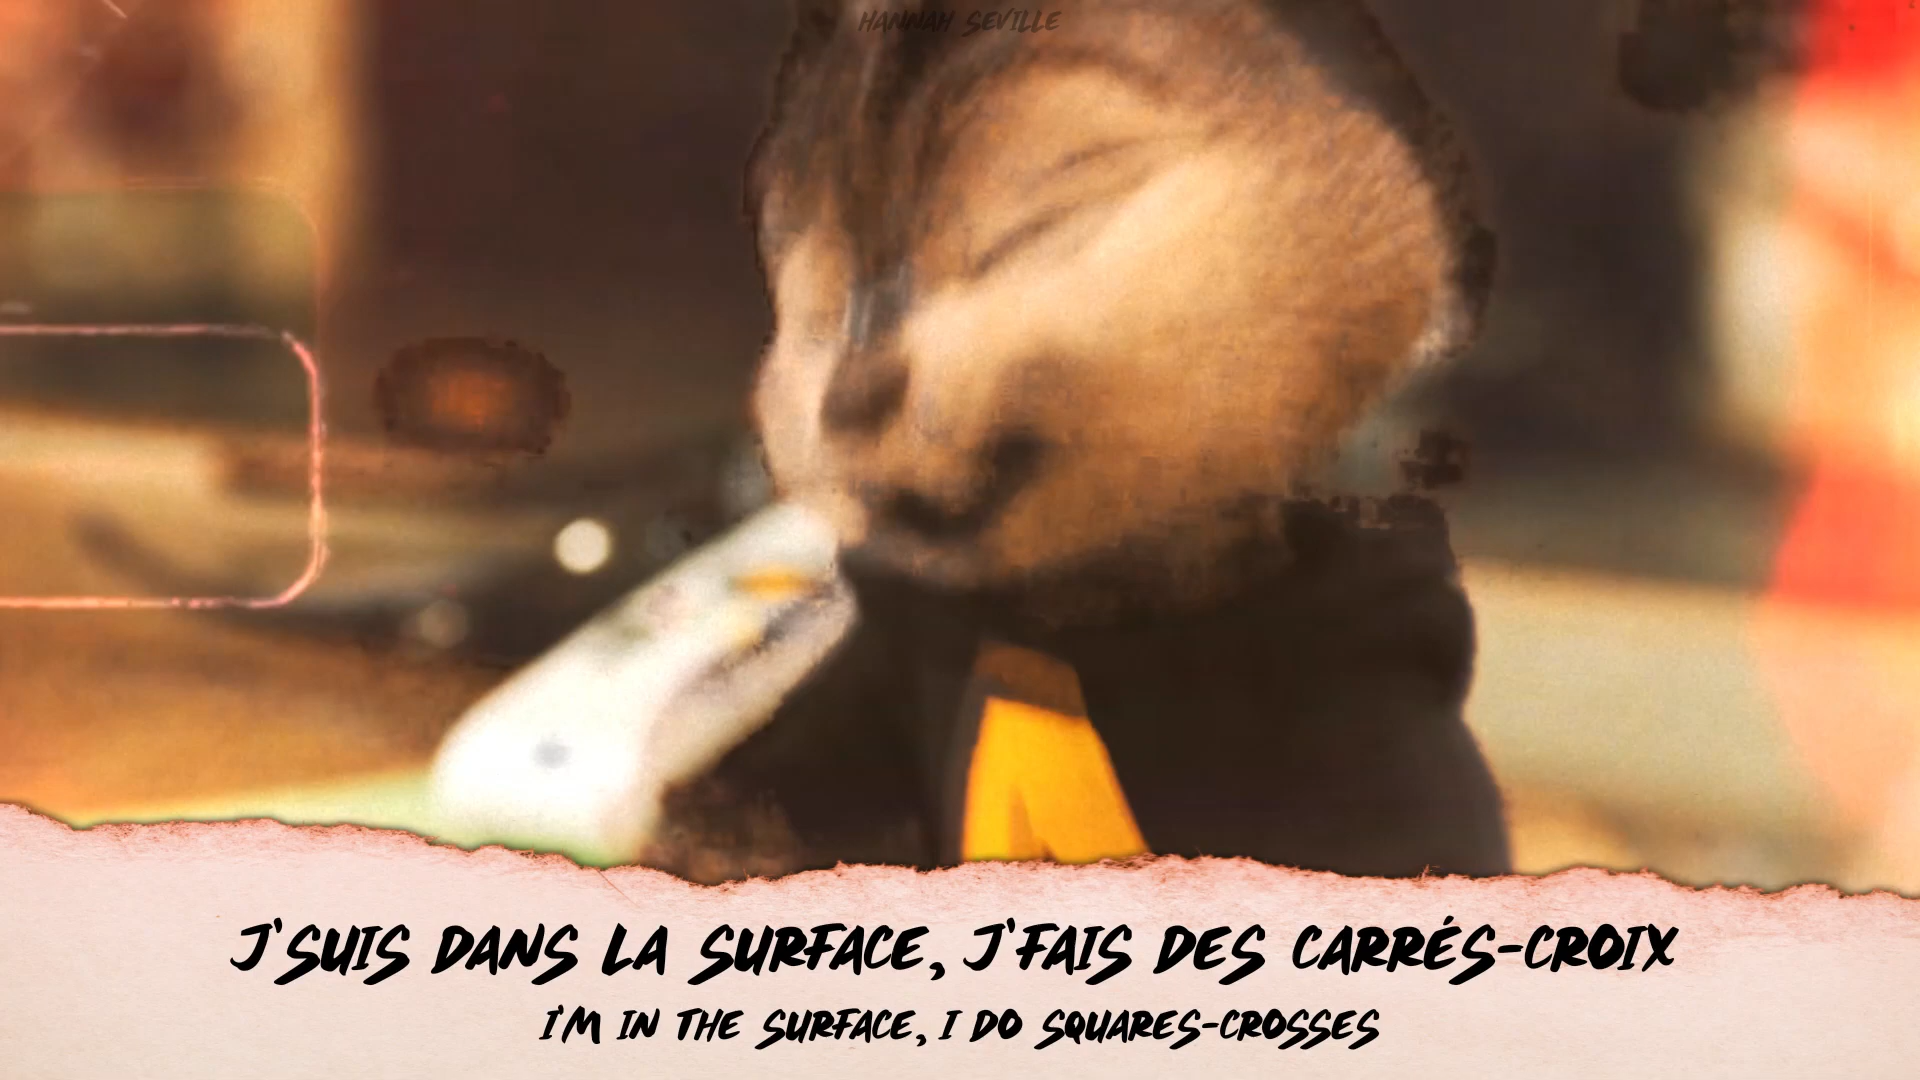 HANNAH SEVILLE
J'SUIS DANS LA SURFACE, J'FAIS DES CARRÉS-CROIX
I'M IN THE SURFACE, I DO SQUARES-CROSSES